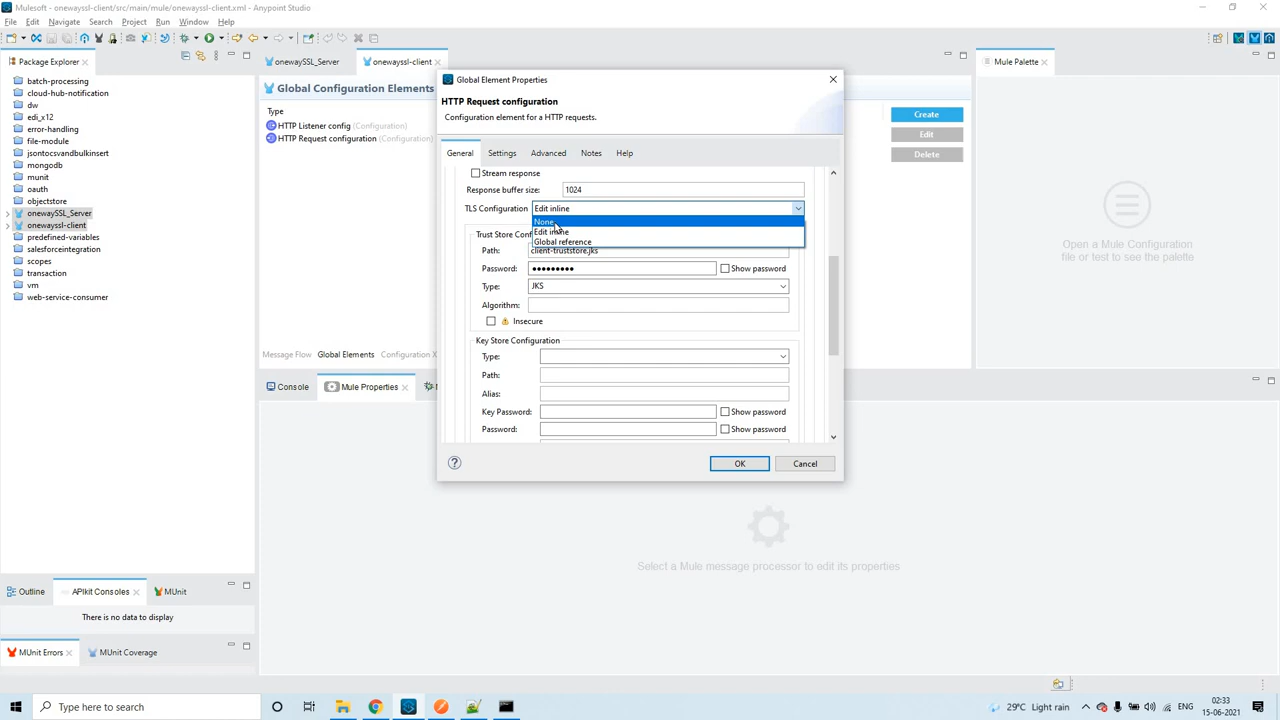 Mulesoft - onewayssl-client/src/main/mule/onewayssl-client.xml - Anypoint Studio
File Edit Navigate Search Project Run Window Help
Package Explorer
batch-processing
cloud-hub-notification
dw
edi_x12
error-handling
file-module
jsontocsvandbulkinsert
mongodb
munit
oauth
objectstore
onewaySSL_Server
onewayssl-client
predefined-variables
salesforceintegration
scopes
transaction
vm
web-service-consumer
onewaySSL_Server
onewayssl-client
Global Configuration Elements
Type
HTTP Listener config (Configuration)
HTTP Request configuration (Configuration)
Create
Edit
Delete
Message Flow Global Elements Configuration X
Mule Palette
Open a Mule Configuration
file or test to see the palette
Global Element Properties
HTTP Request configuration
Configuration element for a HTTP requests.
General Settings Advanced Notes Help
Stream response
Response buffer size: 1024
TLS Configuration Edit inline
None
Edit inline
Global reference
Trust Store Conf
Path: client-truststore.jks
Password: ●●●●●●●●● Show password
Type: JKS
Algorithm:
Insecure
Key Store Configuration
Type:
Path:
Alias:
Key Password: Show password
Password: Show password
OK Cancel
Console Mule Properties
Select a Mule message processor to edit its properties
Outline APIkit Consoles MUnit
There is no data to display
MUnit Errors MUnit Coverage
Type here to search
29°C Light rain
ENG
02:33
15-06-2021